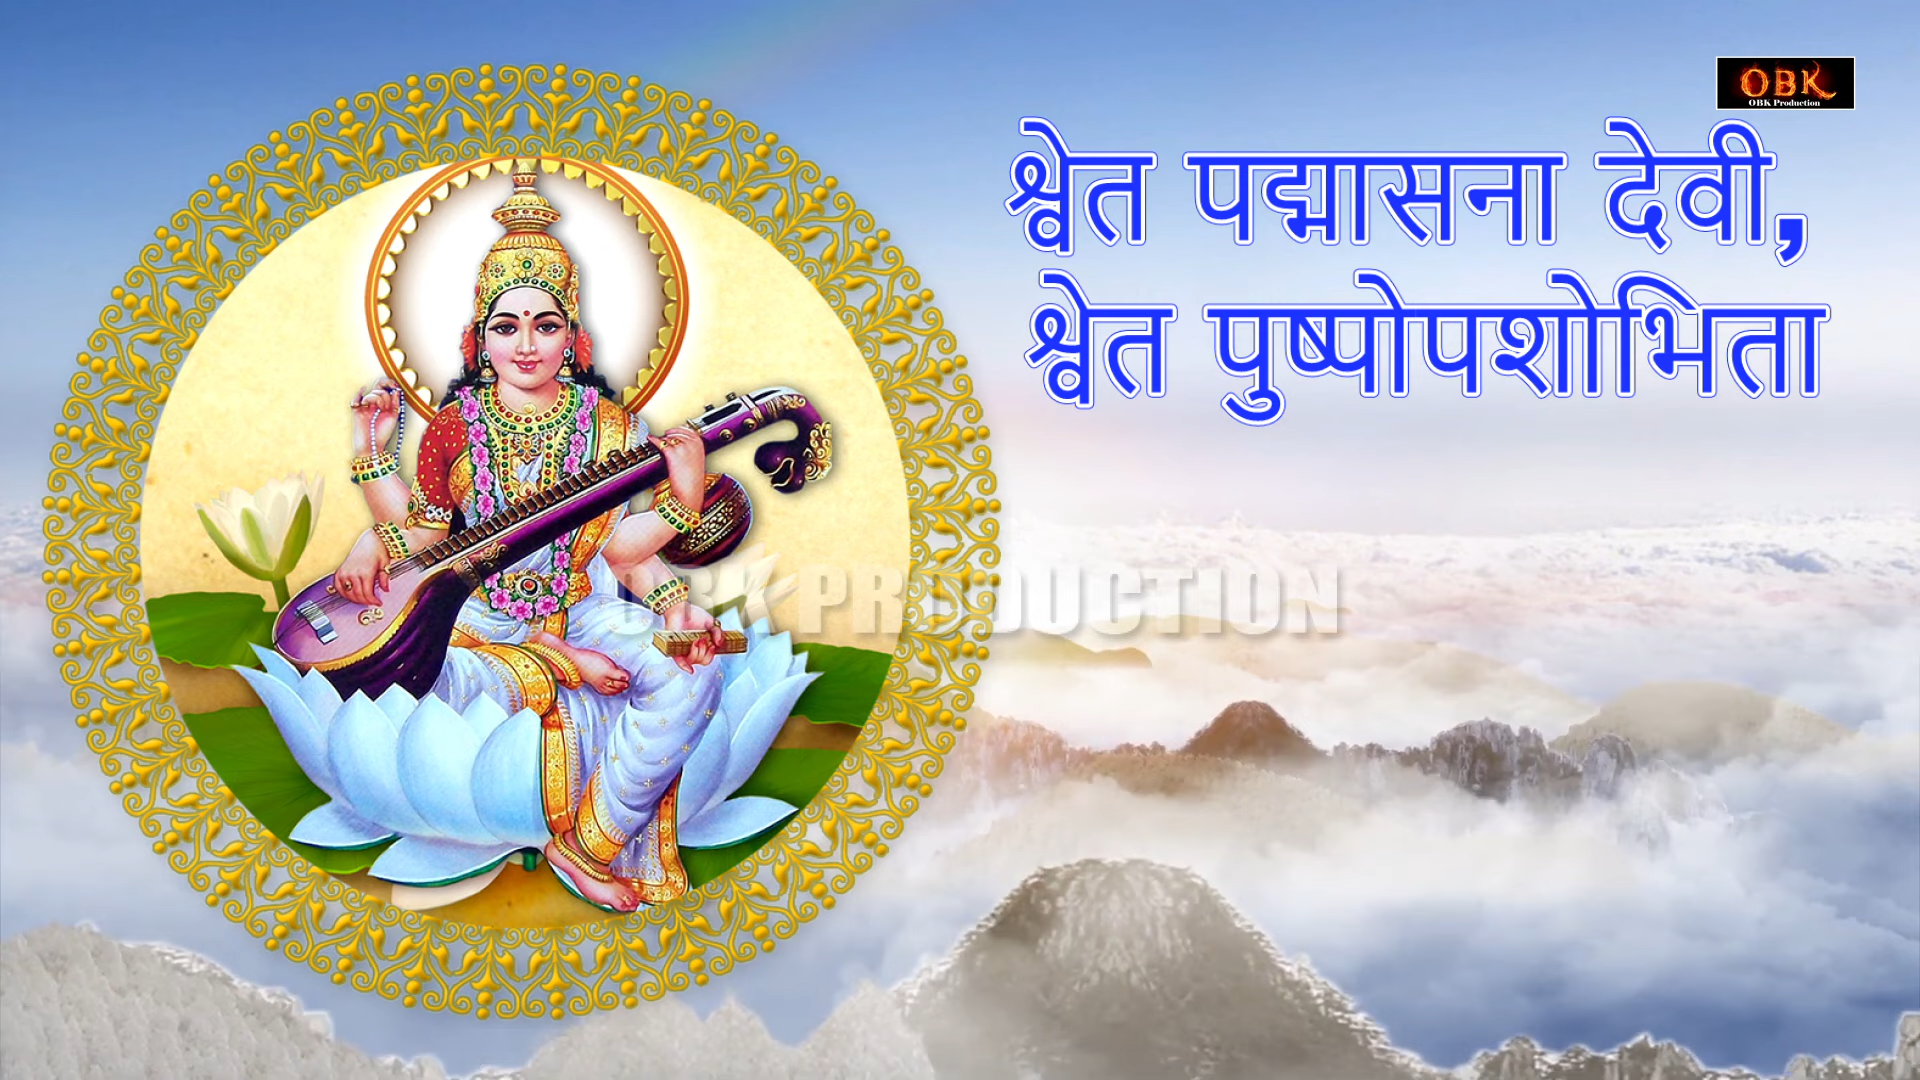 OBK
OBK Production
श्वेत पद्मासना देवी,
श्वेत पुष्पोपशोभिता
OBK PRODUCTION